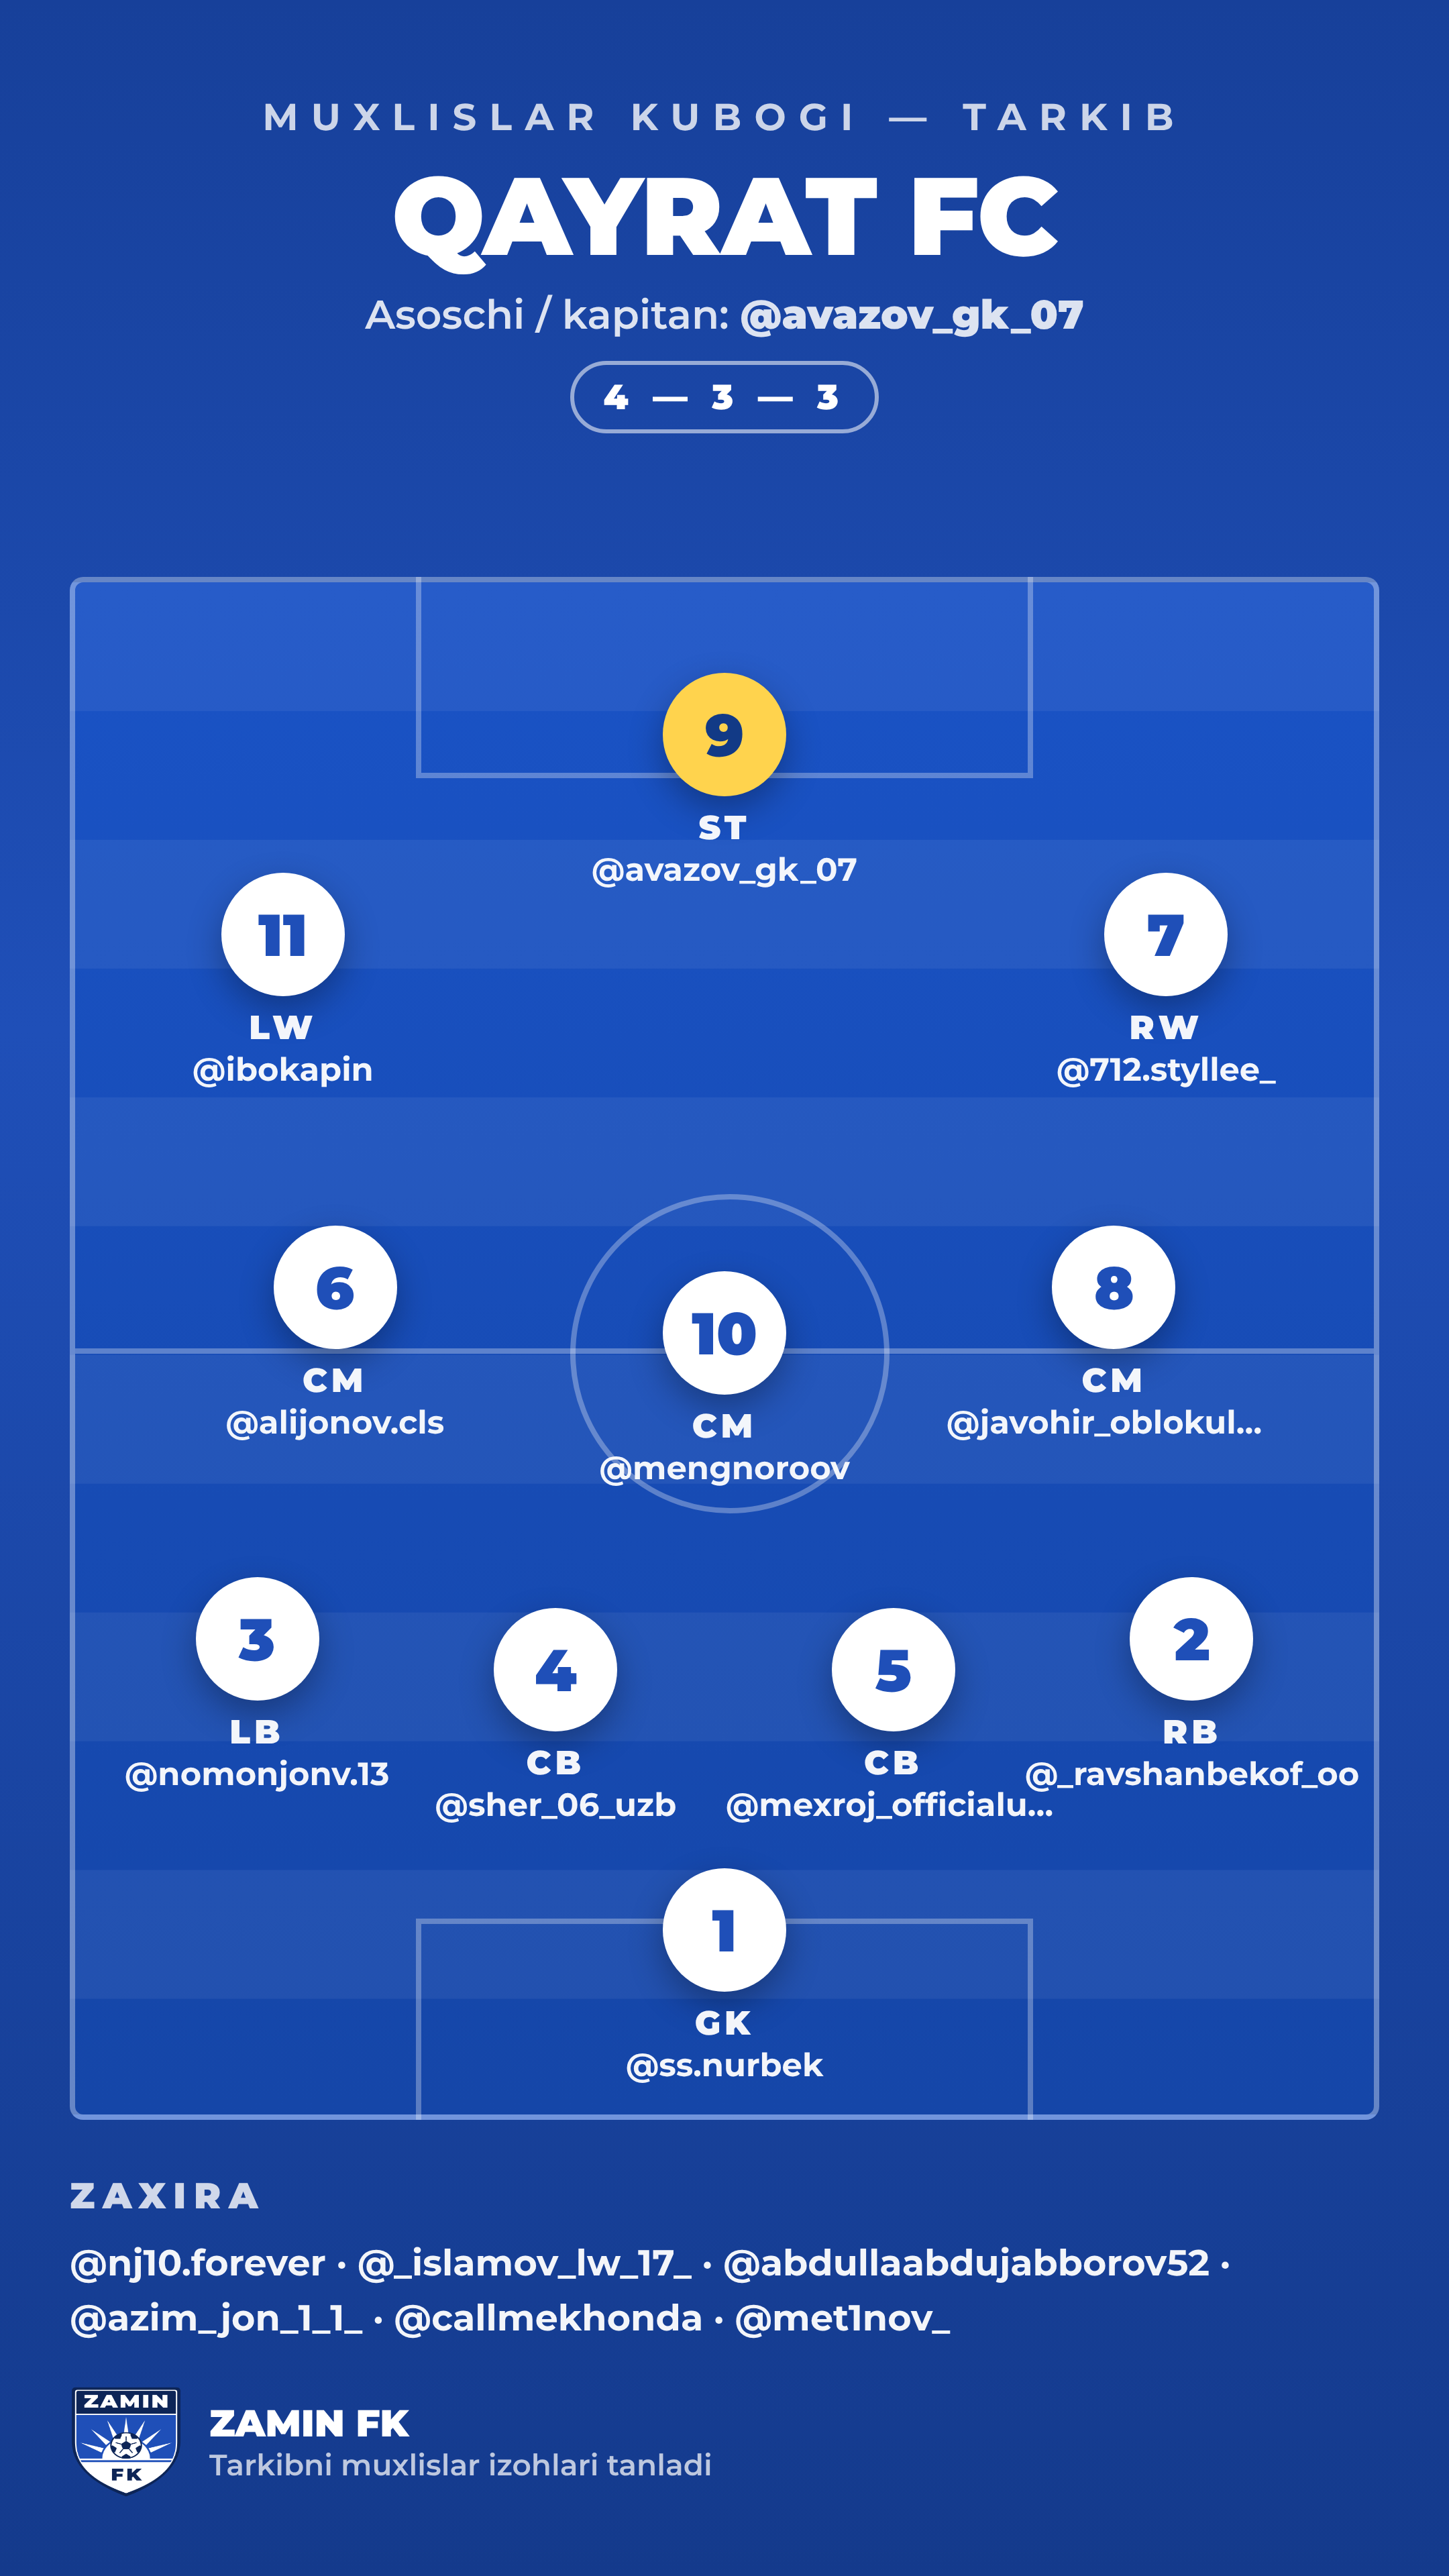 MUXLISLAR KUBOGI — TARKIB
QAYRAT FC
Asoschi / kapitan: @avazov_gk_07
4 — 3 — 3
9
ST
@avazov_gk_07
11
LW
@ibokapin
7
RW
@712.styllee_
6
CM
@alijonov.cls
10
CM
@mengnoroov
8
CM
@javohir_oblokul...
3
LB
@nomonjonv.13
4
CB
@sher_06_uzb
5
CB
@mexroj_officialu...
2
RB
@_ravshanbekof_oo
1
GK
@ss.nurbek
ZAXIRA
@nj10.forever · @_islamov_lw_17_ · @abdullaabdujabborov52 ·
@azim_jon_1_1_ · @callmekhonda · @met1nov_
ZAMIN
FK
ZAMIN FK
Tarkibni muxlislar izohlari tanladi